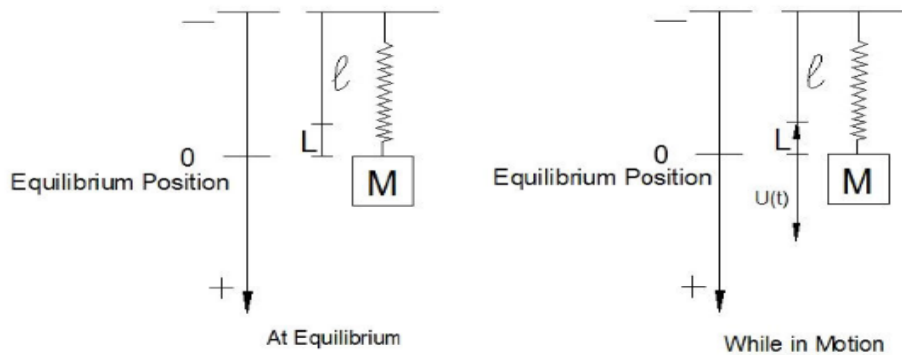 —
ℓ
L
0
Equilibrium Position
M
+
At Equilibrium
—
ℓ
L
0
Equilibrium Position
M
U(t)
+
While in Motion